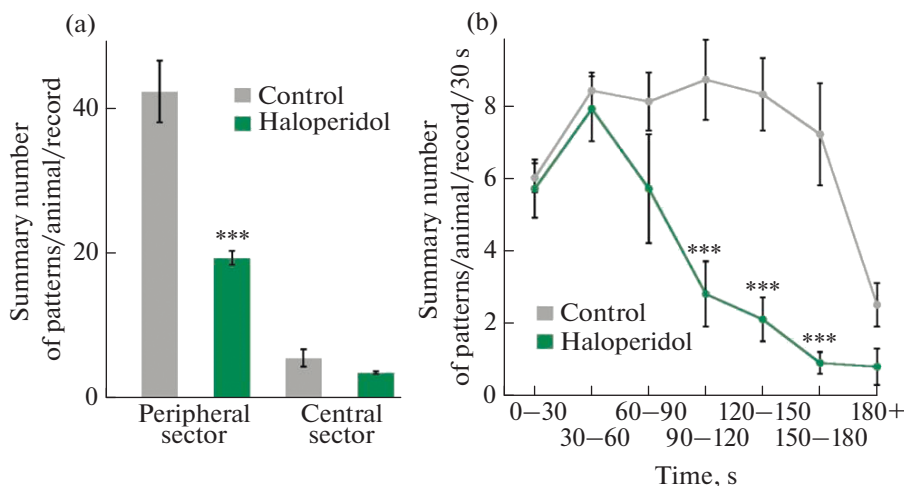 (a)
Summary number
of patterns/animal/record
40
20
0
Control
Haloperidol
***
Peripheral
sector
Central
sector
(b)
Summary number
of patterns/animal/record/30 s
8
6
4
2
0
***
***
***
Control
Haloperidol
0–30
30–60
60–90
90–120
120–150
150–180
180+
Time, s